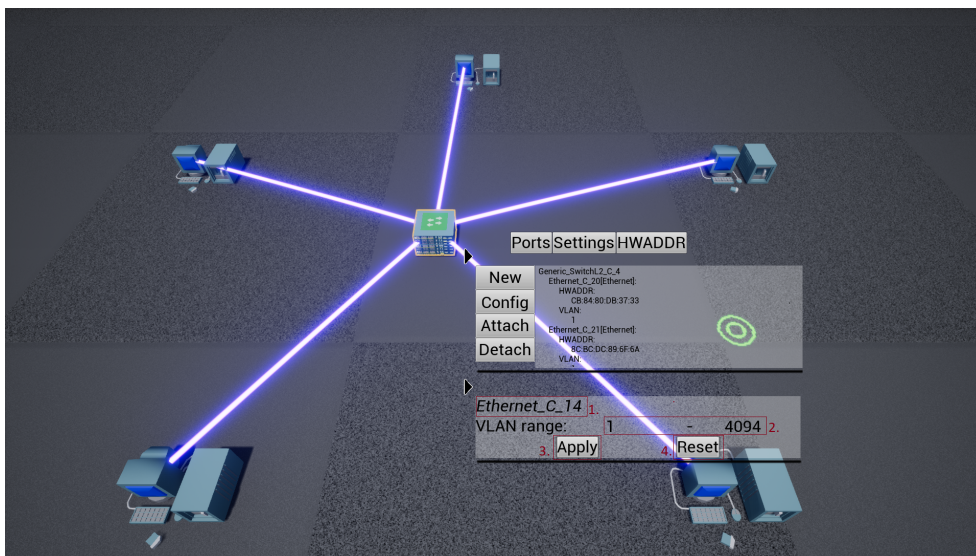 Ports Settings HWADDR
New
Config
Attach
Detach
Generic_SwitchL2_C_4
Ethernet_C_20[Ethernet]:
HWADDR:
CB:84:80:DB:37:33
VLAN:
1
Ethernet_C_21[Ethernet]:
HWADDR:
8C:BC:DC:89:6F:6A
VLAN:
Ethernet_C_14 1.
VLAN range: 1 - 4094 2.
3. Apply 4. Reset